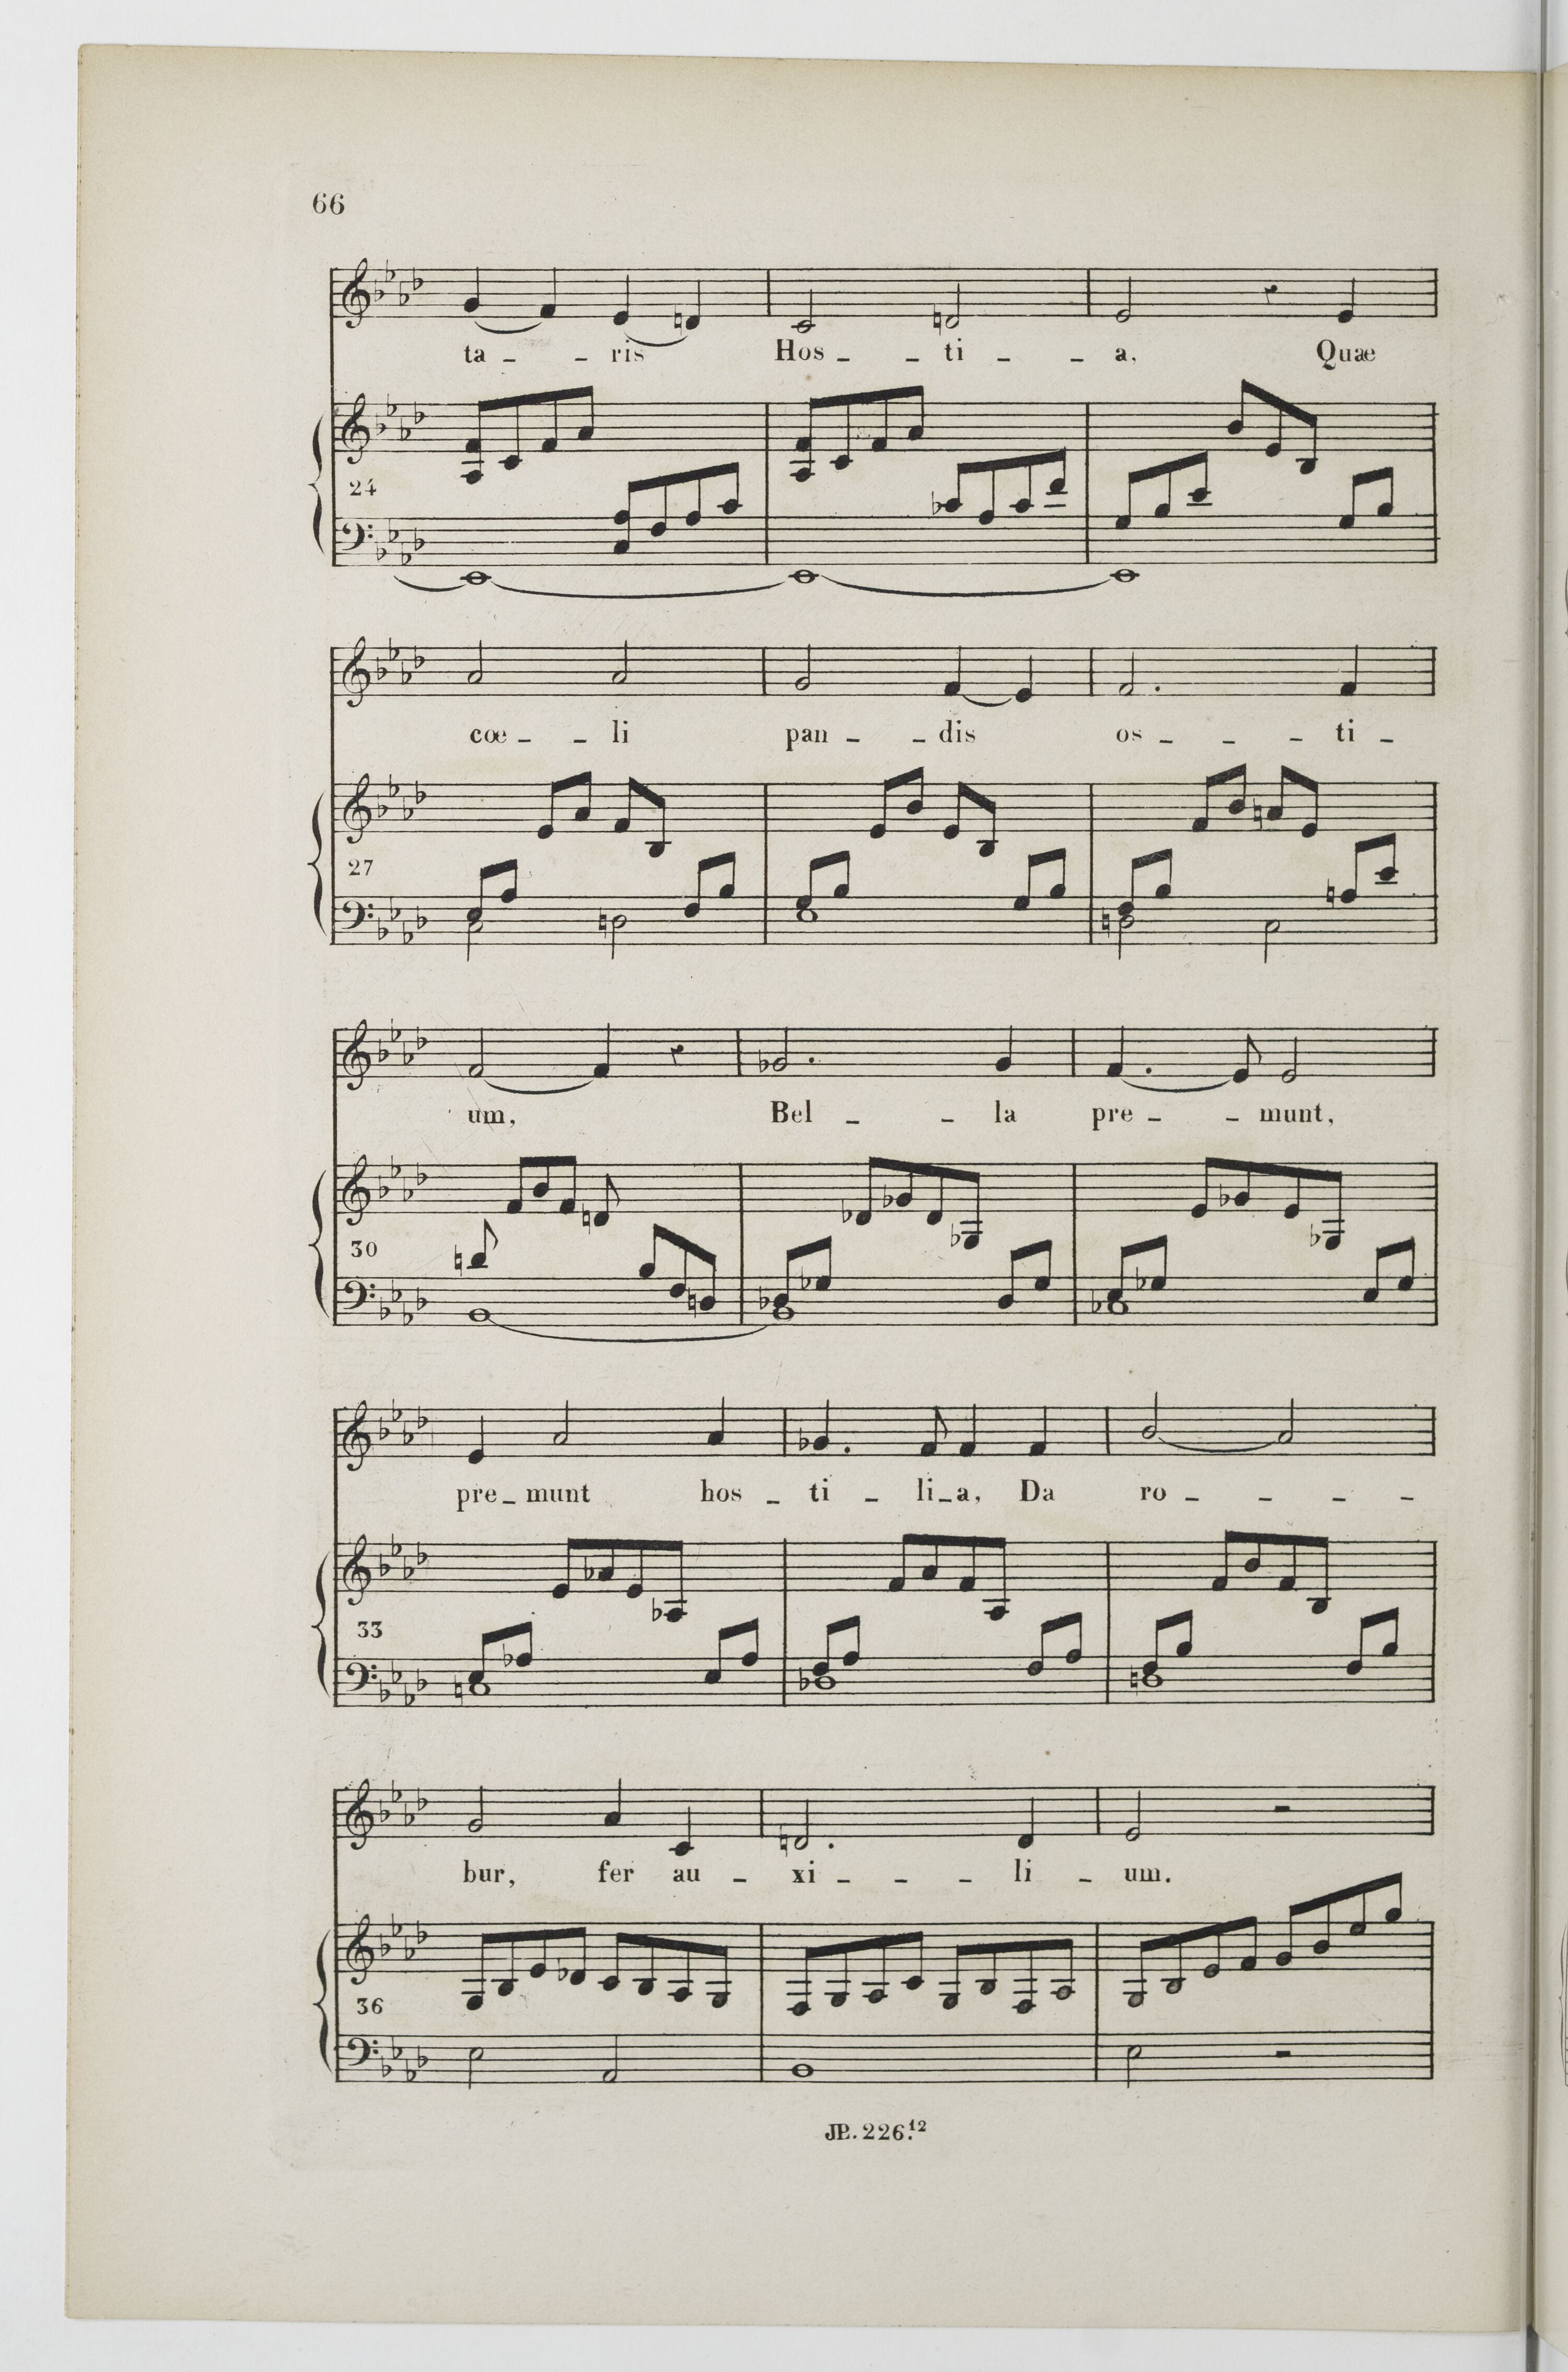 66
ta - - ris Hos - - ti - - a, Quæ
24
cœ - - li pan - - dis os - - - ti -
27
um, Bel - - la pre - - munt,
30
pre - munt hos - ti - li - a, Da ro - - - -
33
bur, fer au - xi - - - li - um.
36
JP. 226.12